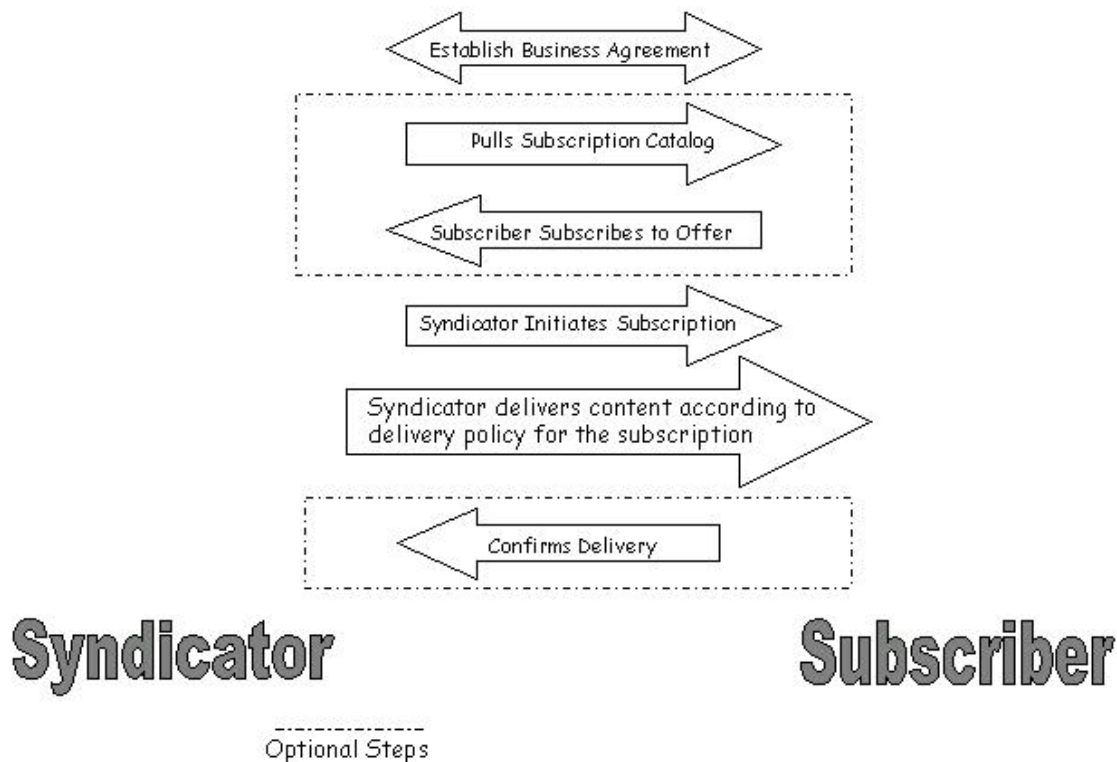 Establish Business Agreement
Pulls Subscription Catalog
Subscriber Subscribes to Offer
Syndicator Initiates Subscription
Syndicator delivers content according to
delivery policy for the subscription
Confirms Delivery
Syndicator
Subscriber
Optional Steps